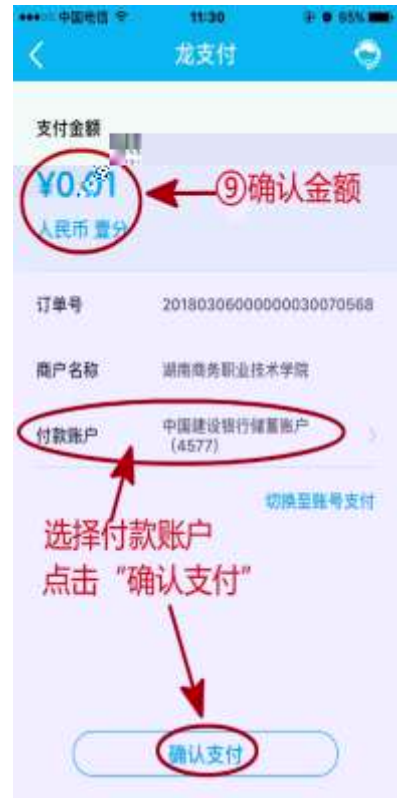 中国电信 11:30 65%
龙支付
支付金额
¥0.01
⑨确认金额
人民币 壹分
订单号 20180306000000030070568
商户名称 湖南商务职业技术学院
付款账户 中国建设银行储蓄账户
(4577)
切换至账号支付
选择付款账户
点击“确认支付”
确认支付